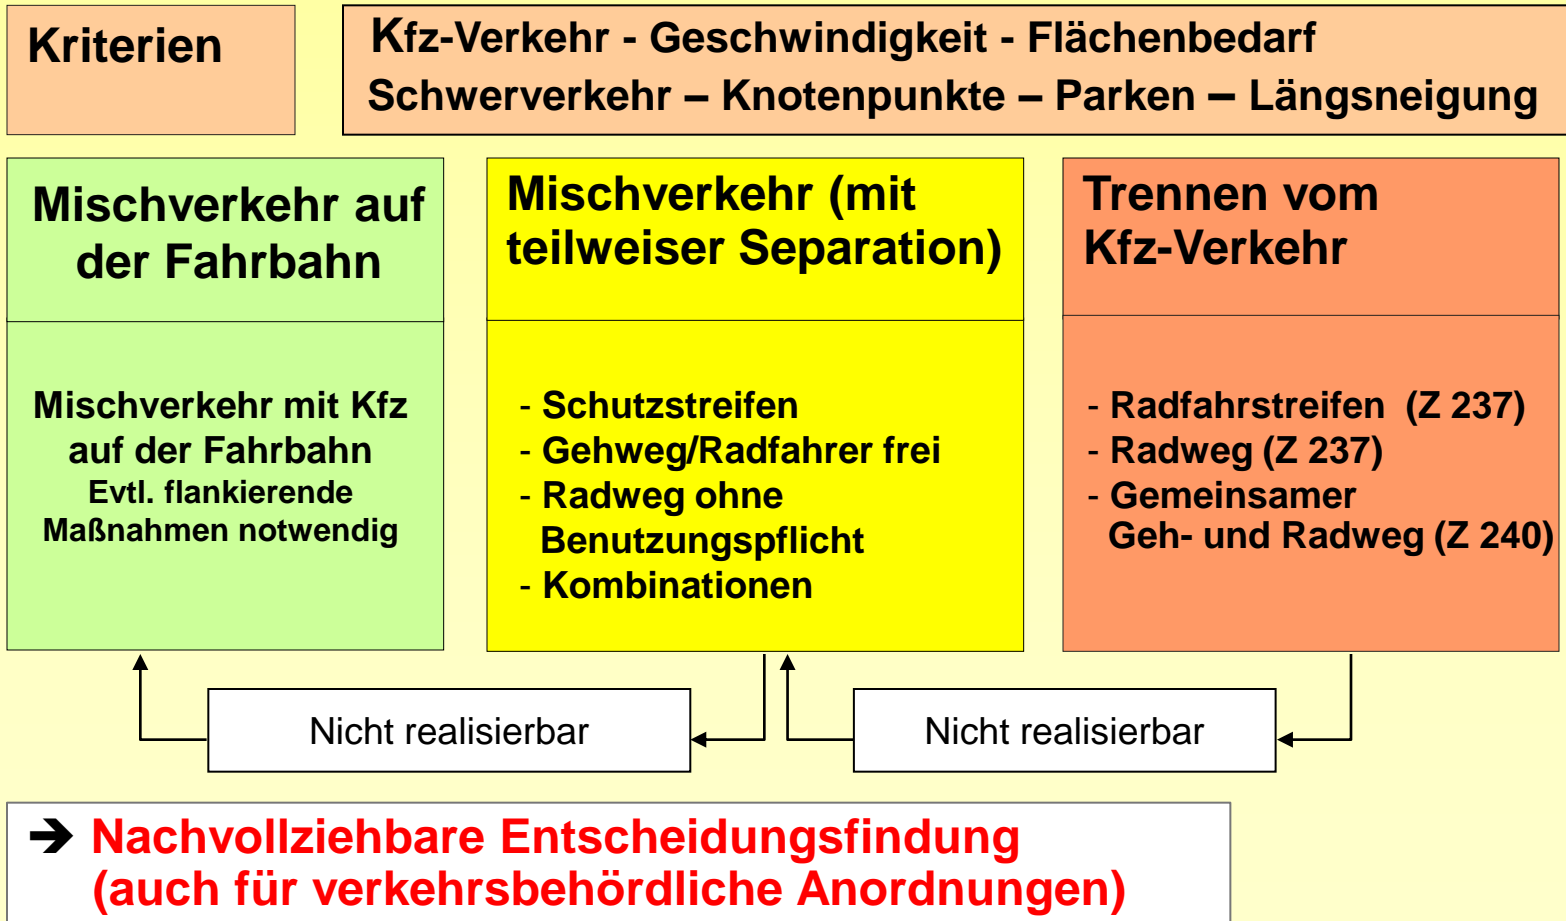 Kriterien
Kfz-Verkehr - Geschwindigkeit - Flächenbedarf
Schwerverkehr – Knotenpunkte – Parken – Längsneigung
Mischverkehr auf
der Fahrbahn
Mischverkehr mit Kfz
auf der Fahrbahn
Evtl. flankierende
Maßnahmen notwendig
Mischverkehr (mit
teilweiser Separation)
- Schutzstreifen
- Gehweg/Radfahrer frei
- Radweg ohne
Benutzungspflicht
- Kombinationen
Trennen vom
Kfz-Verkehr
- Radfahrstreifen (Z 237)
- Radweg (Z 237)
- Gemeinsamer
Geh- und Radweg (Z 240)
Nicht realisierbar
Nicht realisierbar
➔ Nachvollziehbare Entscheidungsfindung
(auch für verkehrsbehördliche Anordnungen)